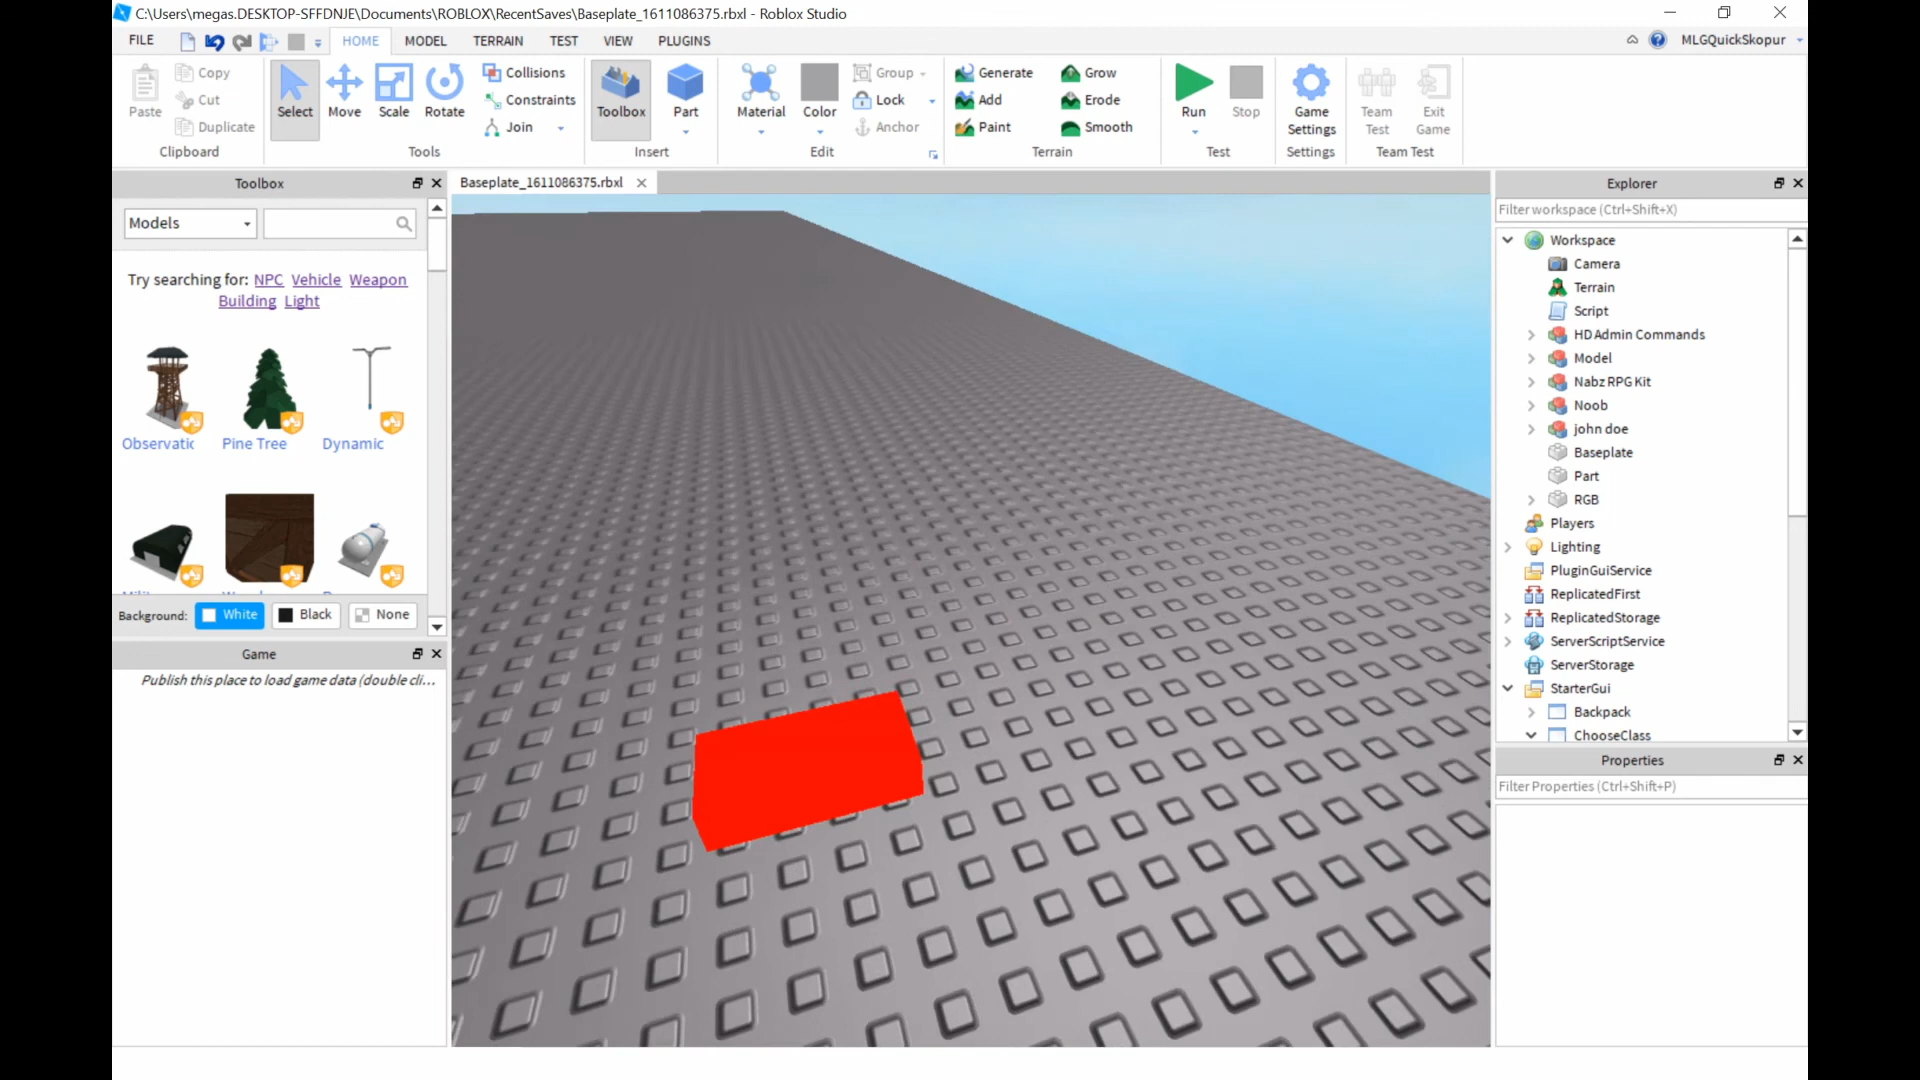 C:\Users\megas.DESKTOP-SFFDNJE\Documents\ROBLOX\RecentSaves\Baseplate_1611086375.rbxl - Roblox Studio
FILE HOME MODEL TERRAIN TEST VIEW PLUGINS MLGQuickSkopur
Paste
Copy
Cut
Duplicate
Clipboard
Select
Move
Scale
Rotate
Collisions
Constraints
Join
Tools
Toolbox
Part
Insert
Material
Color
Group
Lock
Anchor
Edit
Generate
Add
Paint
Grow
Erode
Smooth
Terrain
Run
Stop
Test
Game
Settings
Settings
Team
Test
Exit
Game
Team Test
Toolbox
Models
Try searching for: NPC Vehicle Weapon
Building Light
Observatic
Pine Tree
Dynamic
Background: White Black None
Game
Publish this place to load game data (double cli...
Baseplate_1611086375.rbxl
Explorer
Filter workspace (Ctrl+Shift+X)
Workspace
Camera
Terrain
Script
HD Admin Commands
Model
Nabz RPG Kit
Noob
john doe
Baseplate
Part
RGB
Players
Lighting
PluginGuiService
ReplicatedFirst
ReplicatedStorage
ServerScriptService
ServerStorage
StarterGui
Backpack
ChooseClass
Properties
Filter Properties (Ctrl+Shift+P)